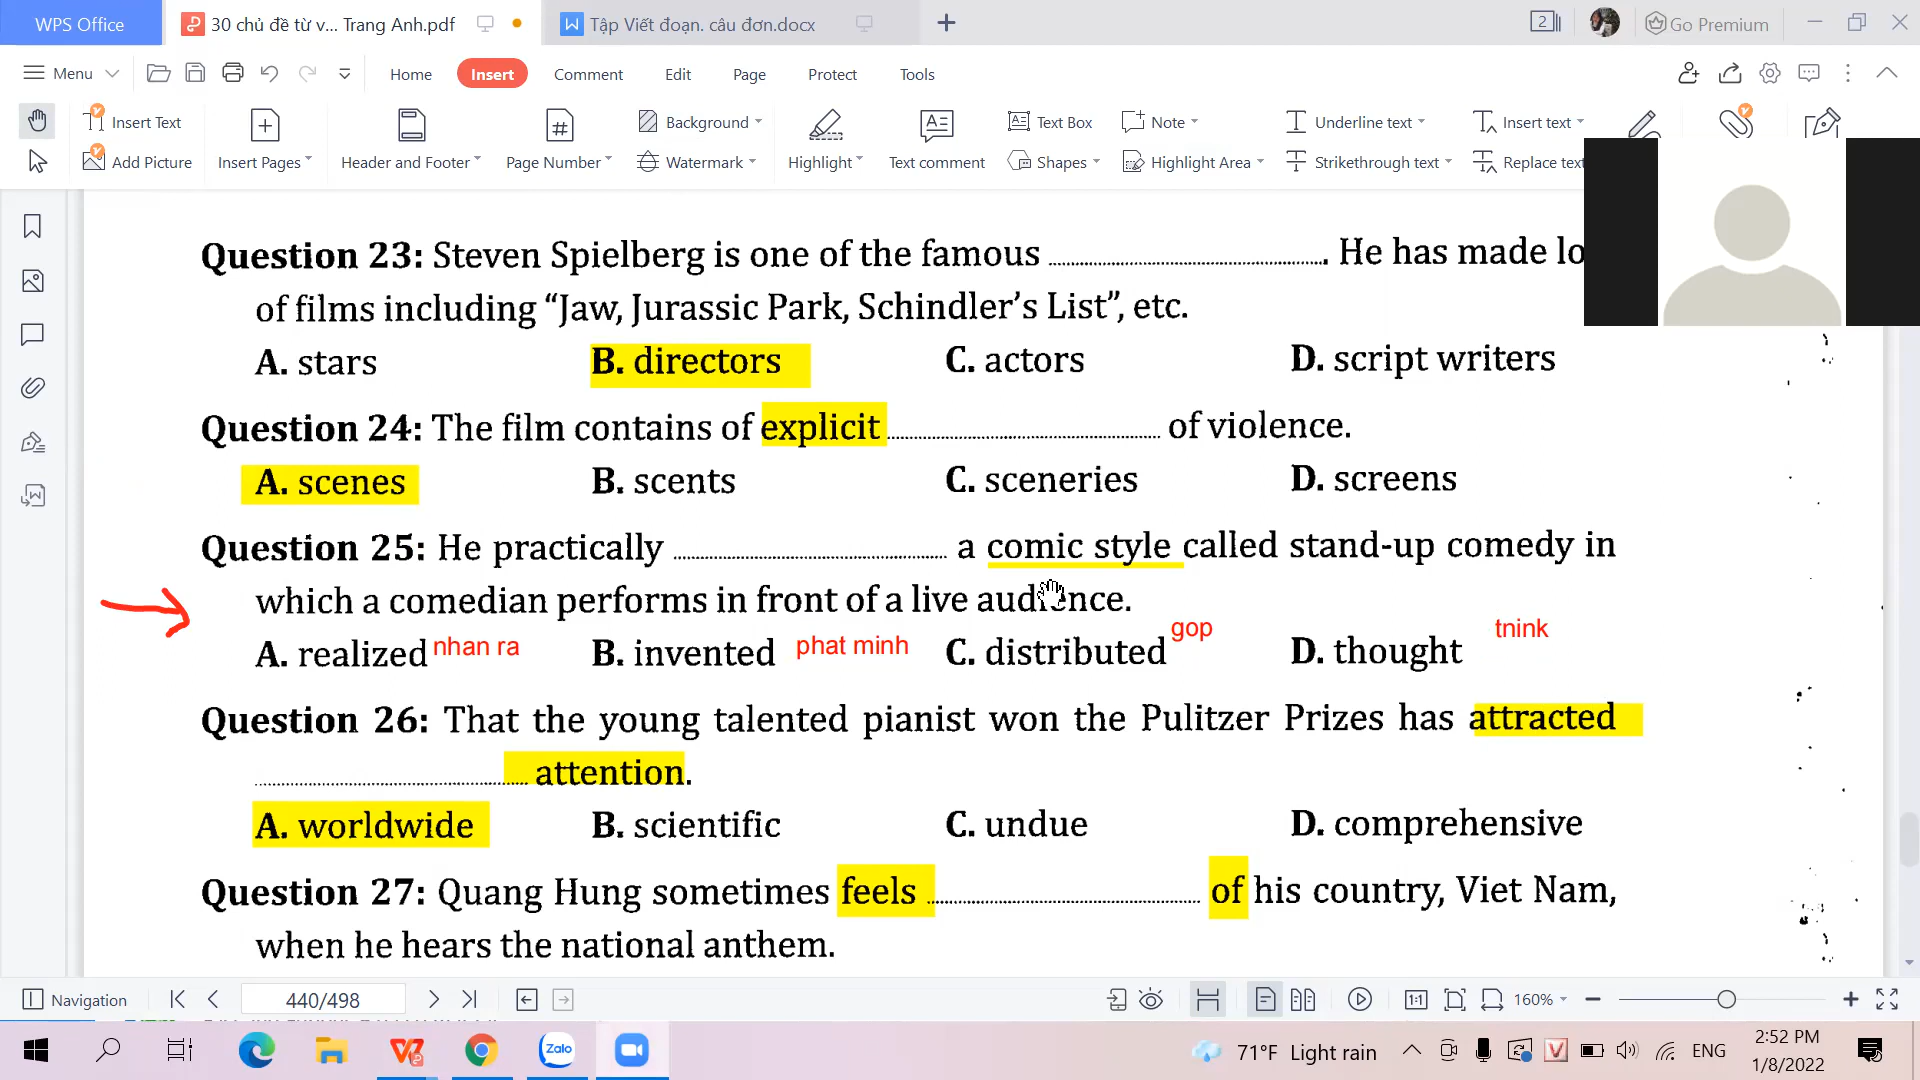 WPS Office
30 chủ đề từ v... Trang Anh.pdf
Tập Viết đoạn. câu đơn.docx
2
Go Premium
Menu
Home
Insert
Comment
Edit
Page
Protect
Tools
Insert Text
Add Picture
Insert Pages
Header and Footer
Page Number
Background
Watermark
Highlight
Text comment
Text Box
Shapes
Note
Highlight Area
Underline text
Strikethrough text
Insert text
Replace text
Question 23: Steven Spielberg is one of the famous .................. . He has made lo
of films including “Jaw, Jurassic Park, Schindler’s List”, etc.
A. stars B. directors C. actors D. script writers
Question 24: The film contains of explicit .................. of violence.
A. scenes B. scents C. sceneries D. screens
Question 25: He practically .................. a comic style called stand-up comedy in
which a comedian performs in front of a live audience.
A. realized nhan ra B. invented phat minh C. distributed gop D. thought tnink
Question 26: That the young talented pianist won the Pulitzer Prizes has attracted
.................. attention.
A. worldwide B. scientific C. undue D. comprehensive
Question 27: Quang Hung sometimes feels .................. of his country, Viet Nam,
when he hears the national anthem.
Navigation
440/498
1:1
160%
Zalo
71°F Light rain
ENG
2:52 PM
1/8/2022